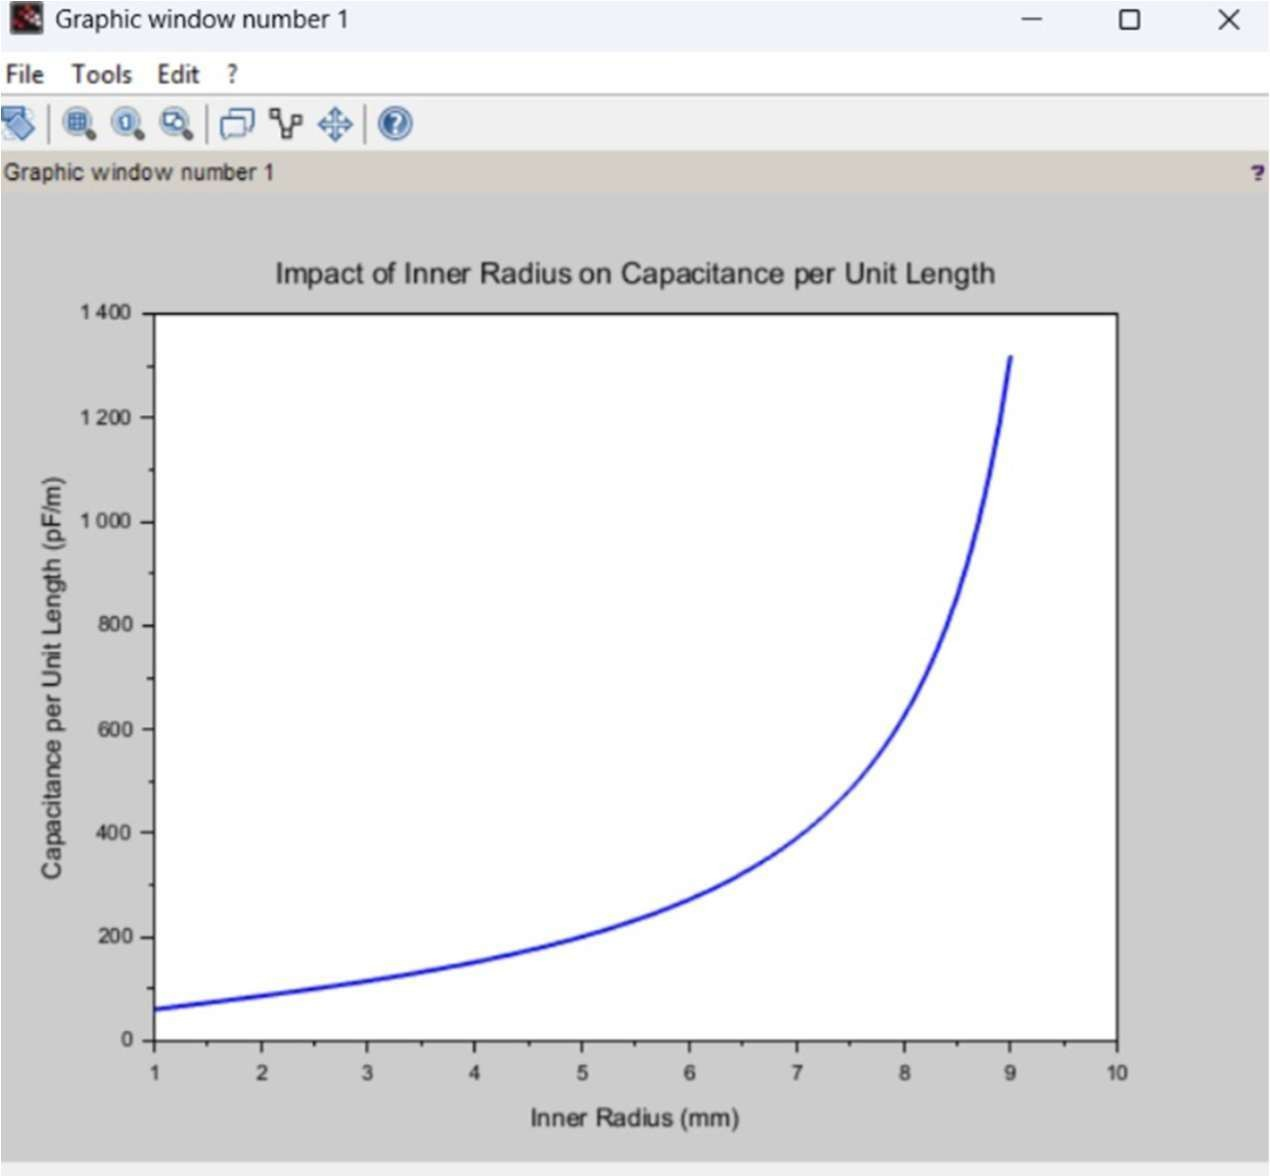 Graphic window number 1
File Tools Edit ?
Graphic window number 1 ?
Impact of Inner Radius on Capacitance per Unit Length
1 400
1 200
1 000
800
600
400
200
0
Capacitance per Unit Length (pF/m)
1 2 3 4 5 6 7 8 9 10
Inner Radius (mm)